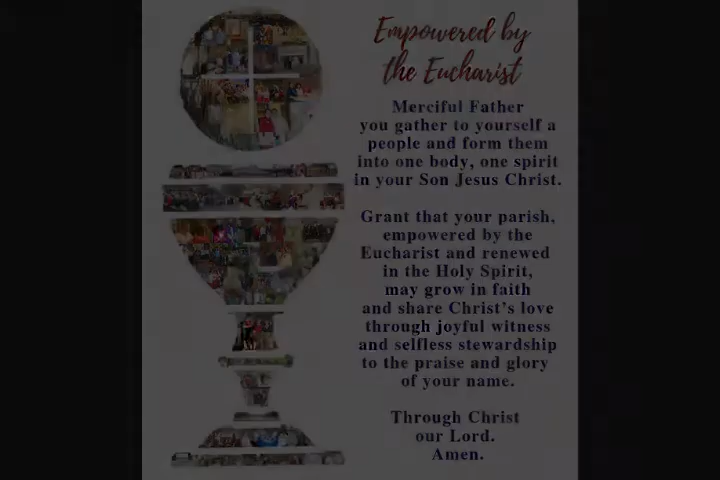 Empowered by
the Eucharist
Merciful Father
you gather to yourself a
people and form them
into one body, one spirit
in your Son Jesus Christ.
Grant that your parish,
empowered by the
Eucharist and renewed
in the Holy Spirit,
may grow in faith
and share Christ's love
through joyful witness
and selfless stewardship
to the praise and glory
of your name.
Through Christ
our Lord.
Amen.